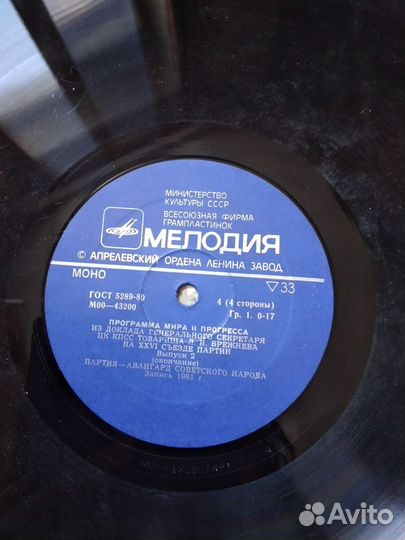 МИНИСТЕРСТВО
КУЛЬТУРЫ СССР
ВСЕСОЮЗНАЯ ФИРМА
ГРАМПЛАСТИНОК
МЕЛОДИЯ
© АПРЕЛЕВСКИЙ ОРДЕНА ЛЕНИНА ЗАВОД
МОНО ▽33
ГОСТ 5289-80 4 (4 стороны)
М00-43200 Гр. 1. 0-17
ПРОГРАММА МИРА И ПРОГРЕССА
ИЗ ДОКЛАДА ГЕНЕРАЛЬНОГО СЕКРЕТАРЯ
ЦК КПСС ТОВАРИЩА Л. И. БРЕЖНЕВА
НА XXVI СЪЕЗДЕ ПАРТИИ
Выпуск 2
(окончание)
ПАРТИЯ—АВАНГАРД СОВЕТСКОГО НАРОДА
Запись 1981 г.
Avito